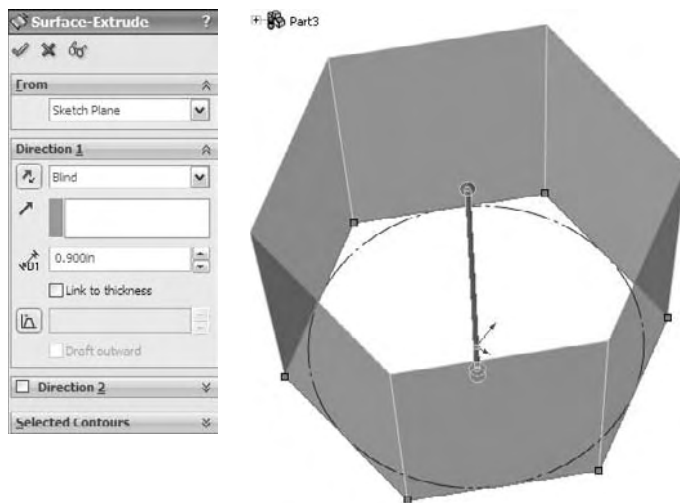 Surface-Extrude ?
From
Sketch Plane
Direction 1
Blind
D1 0.900in
Link to thickness
Draft outward
Direction 2
Selected Contours
Part3